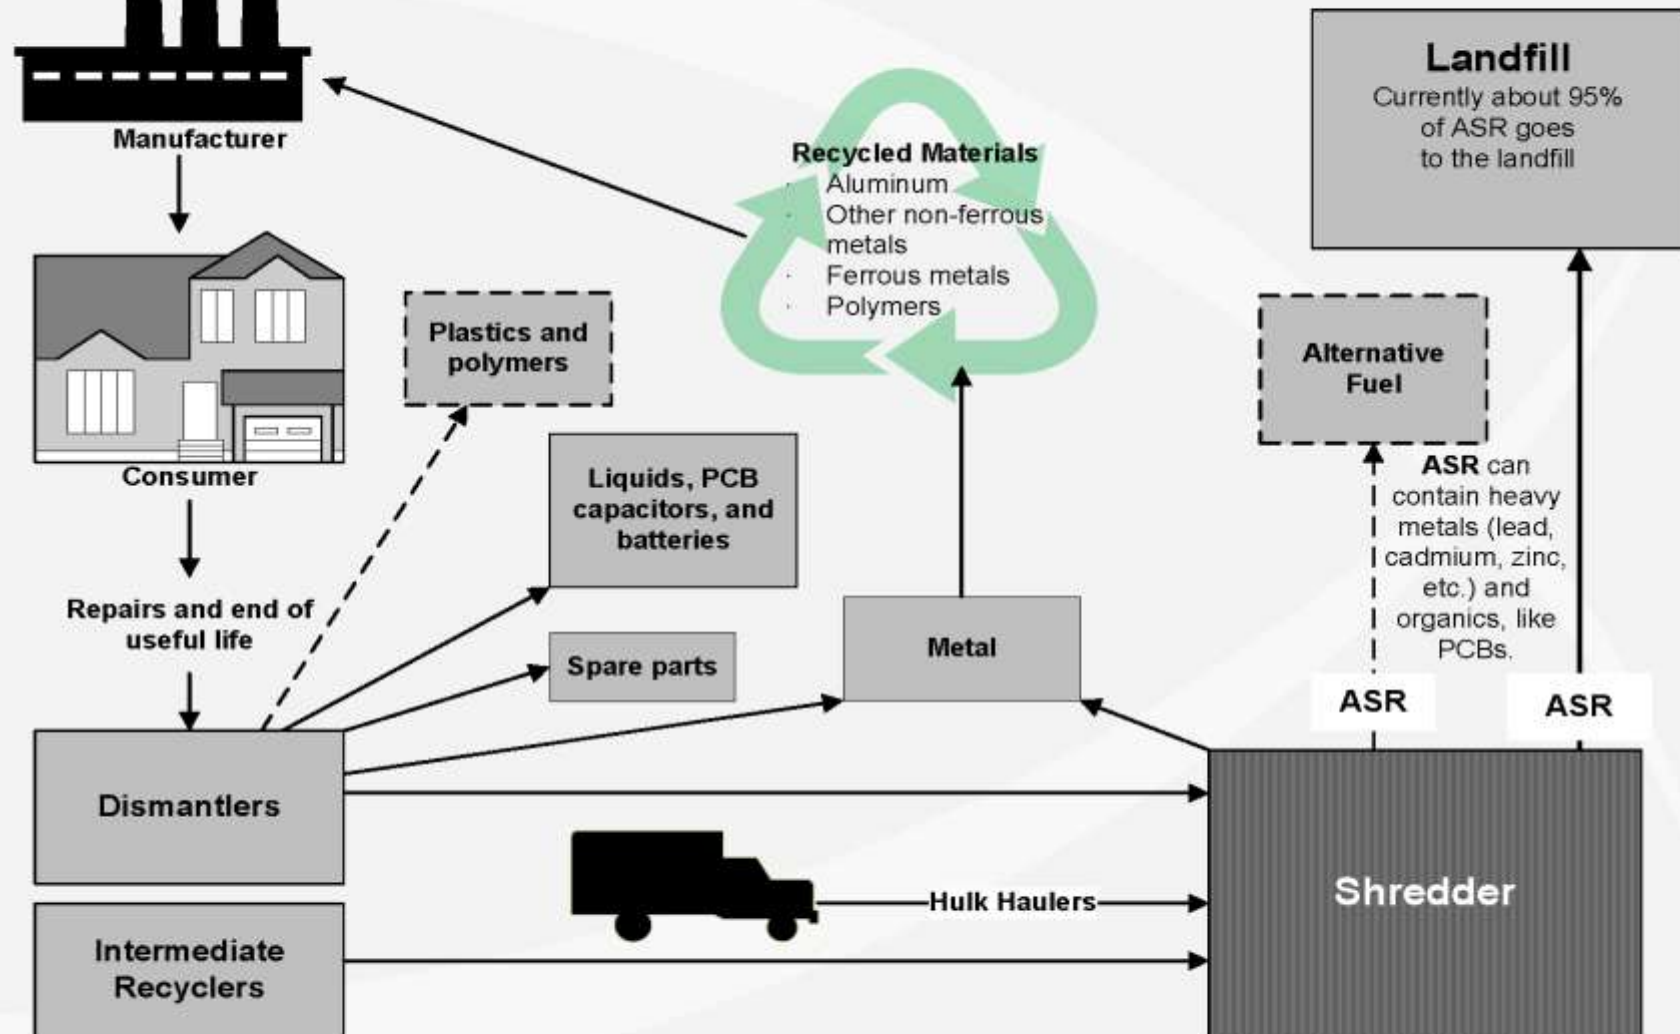 Manufacturer
Consumer
Repairs and end of
useful life
Dismantlers
Intermediate
Recyclers
Plastics and
polymers
Liquids, PCB
capacitors, and
batteries
Spare parts
Recycled Materials
· Aluminum
· Other non-ferrous
metals
· Ferrous metals
· Polymers
Metal
Hulk Haulers
Landfill
Currently about 95%
of ASR goes
to the landfill
Alternative
Fuel
ASR can
contain heavy
metals (lead,
cadmium, zinc,
etc.) and
organics, like
PCBs.
ASR
ASR
Shredder